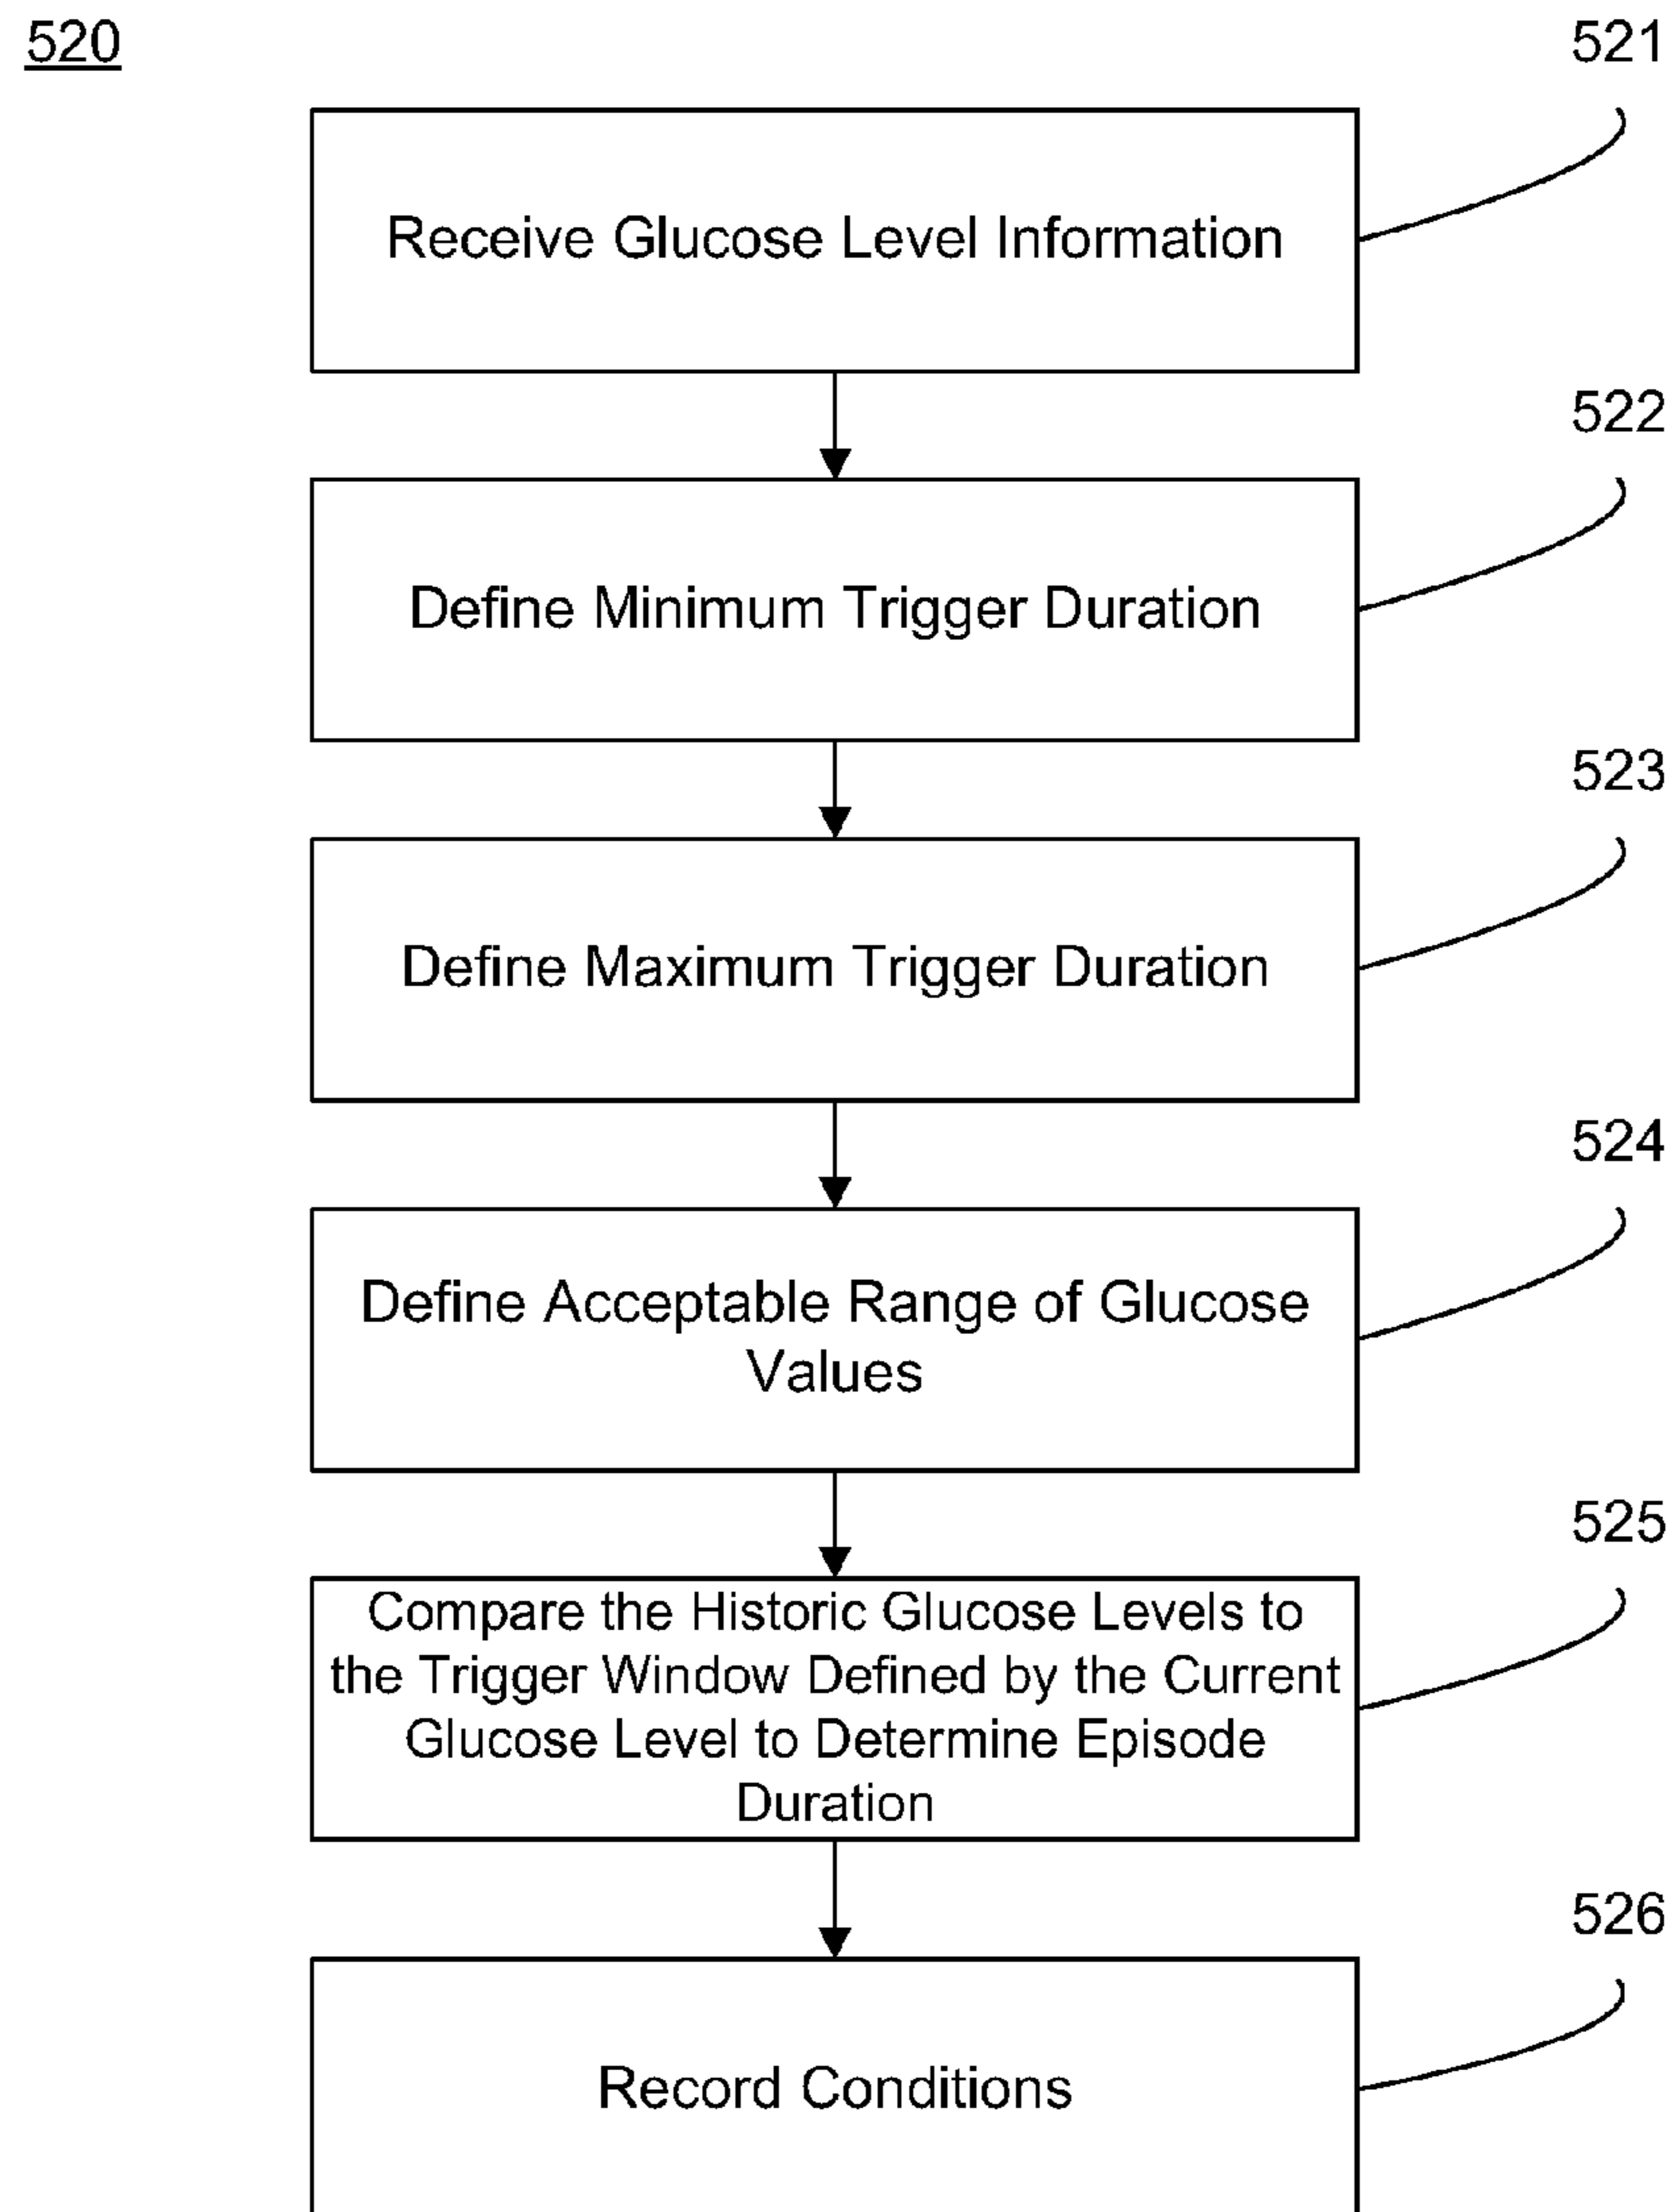 520
521
Receive Glucose Level Information
522
Define Minimum Trigger Duration
523
Define Maximum Trigger Duration
524
Define Acceptable Range of Glucose
Values
525
Compare the Historic Glucose Levels to
the Trigger Window Defined by the Current
Glucose Level to Determine Episode
Duration
526
Record Conditions